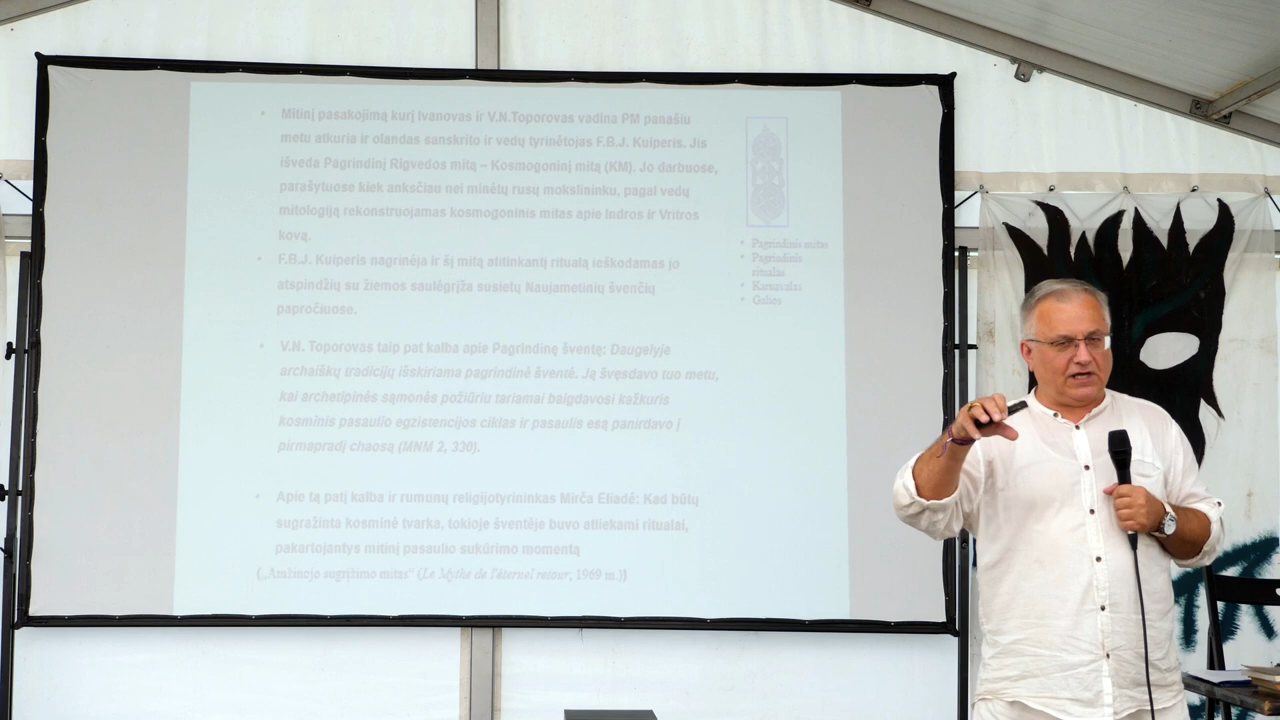 • Mitinį pasakojimą kurį Ivanovas ir V.N.Toporovas vadina PM panašiu
metu atkuria ir olandas sanskrito ir vedų tyrinėtojas F.B.J. Kuiperis. Jis
išveda Pagrindinį Rigvedos mitą – Kosmogoninį mitą (KM). Jo darbuose,
parašytuose kiek anksčiau nei minėtų rusų mokslininkų, pagal vedų
mitologiją rekonstruojamas kosmogoninis mitas apie Indros ir Vritros
kovą.
• F.B.J. Kuiperis nagrinėja ir šį mitą atitinkantį ritualą ieškodamas jo
atspindžių su žiemos saulėgrįža susietų Naujametinių švenčių
papročiuose.
• V.N. Toporovas taip pat kalba apie Pagrindinę šventę: Daugelyje
archaiškų tradicijų išskiriama pagrindinė šventė. Ją švęsdavo tuo metu,
kai archetipinės sąmonės požiūriu tariamai baigdavosi kažkuris
kosminis pasaulio egzistencijos ciklas ir pasaulis esą panirdavo į
pirmapradį chaosą (MNM 2, 330).
• Apie tą patį kalba ir rumunų religijotyrininkas Mirča Eliadė: Kad būtų
sugražinta kosminė tvarka, tokioje šventėje buvo atliekami ritualai,
pakartojantys mitinį pasaulio sukūrimo momentą
(„Amžinojo sugrįžimo mitas“ (Le Mythe de l'éternel retour, 1969 m.))
• Pagrindinis mitas
• Pagrindinis
ritualas
• Karnavalas
• Galios